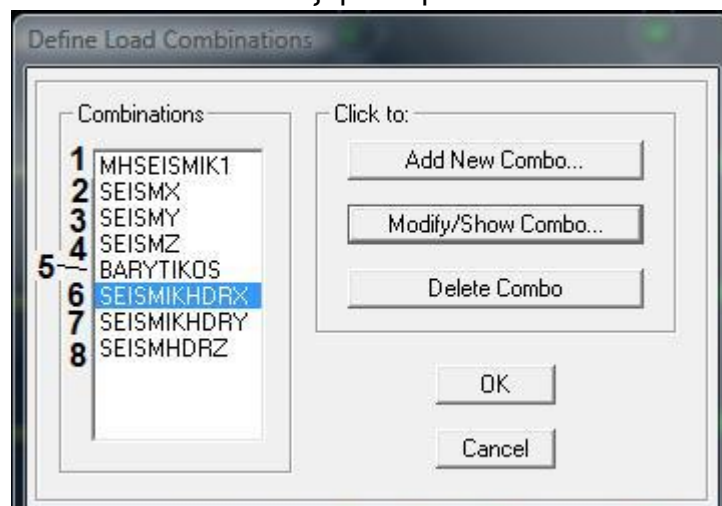 Define Load Combinations
Combinations
1 MHSEISMIK1
2 SEISMX
3 SEISMY
4 SEISMZ
5 BARYTIKOS
6 SEISMIKHDRX
7 SEISMIKHDRY
8 SEISMHDRZ
Click to:
Add New Combo...
Modify/Show Combo...
Delete Combo
OK
Cancel